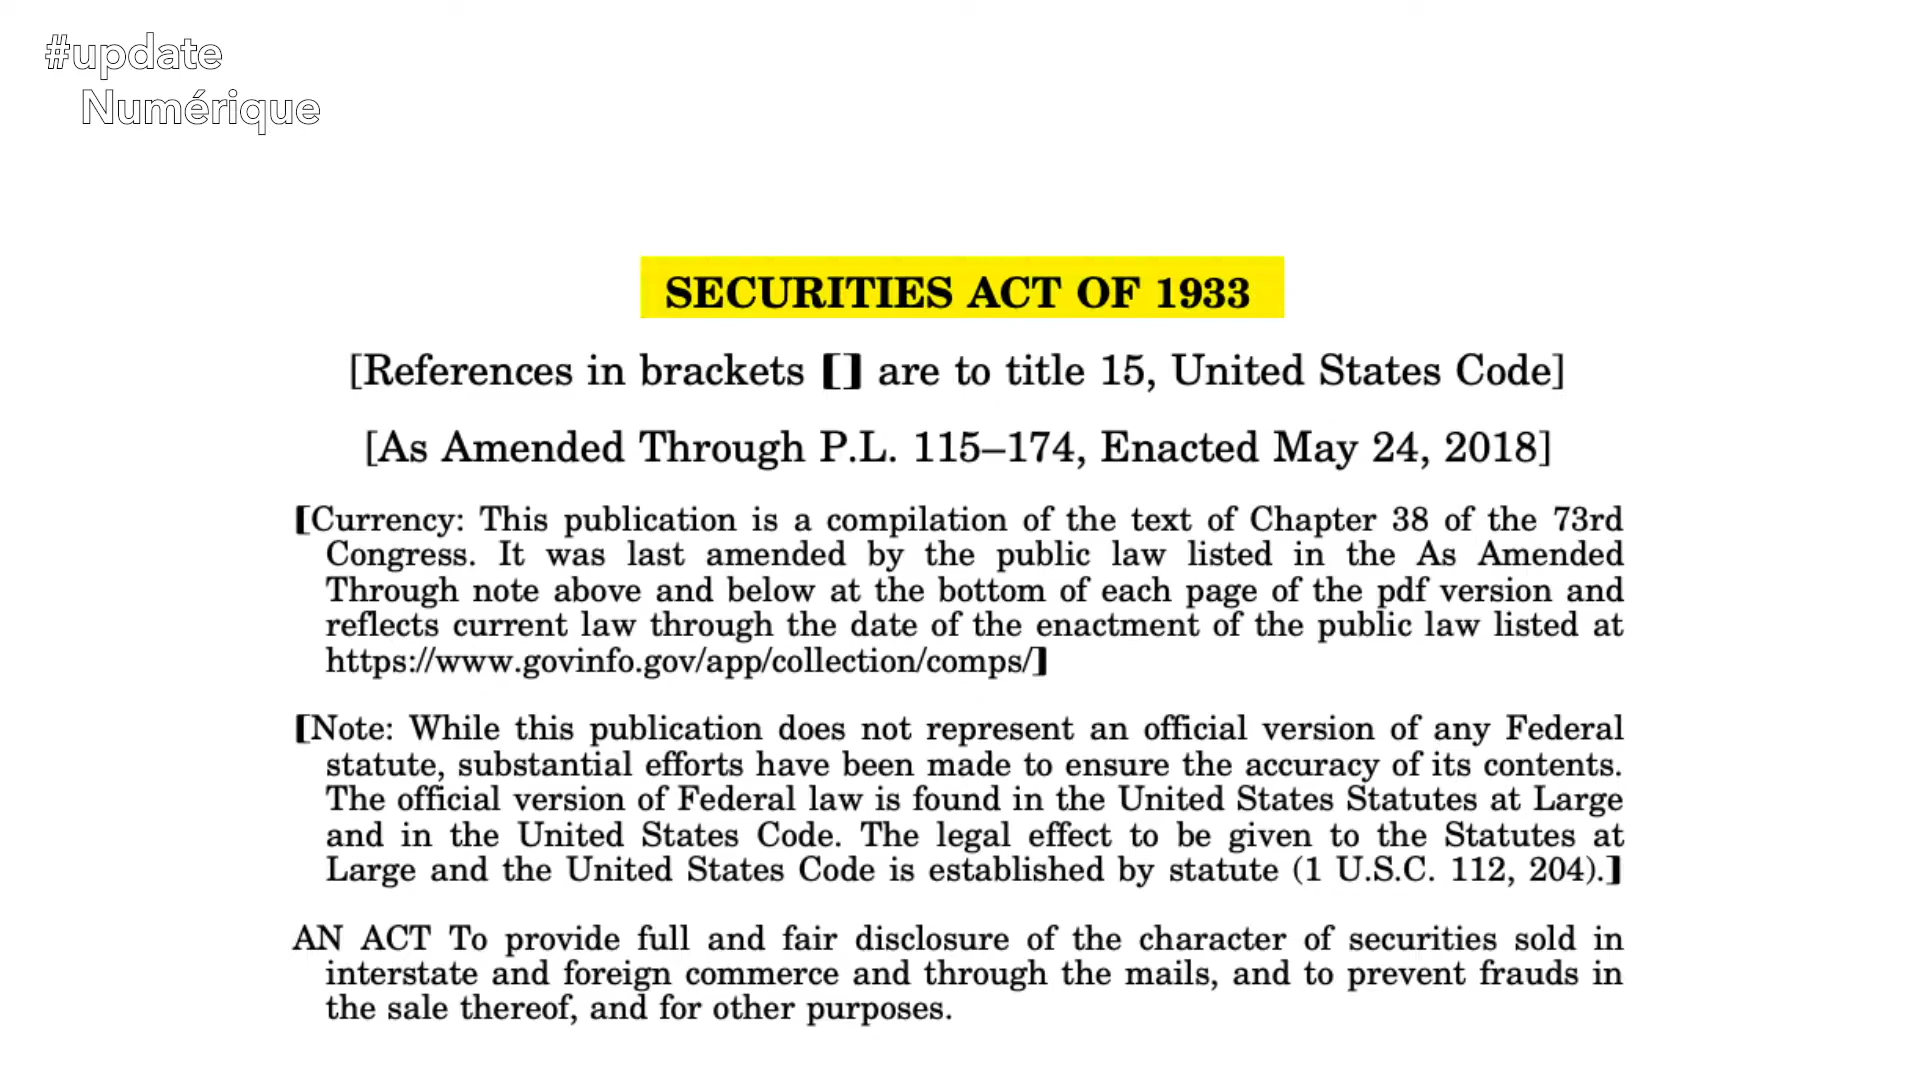 #update
Numérique
SECURITIES ACT OF 1933
[References in brackets 【】 are to title 15, United States Code]
[As Amended Through P.L. 115–174, Enacted May 24, 2018]
【Currency: This publication is a compilation of the text of Chapter 38 of the 73rd
Congress. It was last amended by the public law listed in the As Amended
Through note above and below at the bottom of each page of the pdf version and
reflects current law through the date of the enactment of the public law listed at
https://www.govinfo.gov/app/collection/comps/】
【Note: While this publication does not represent an official version of any Federal
statute, substantial efforts have been made to ensure the accuracy of its contents.
The official version of Federal law is found in the United States Statutes at Large
and in the United States Code. The legal effect to be given to the Statutes at
Large and the United States Code is established by statute (1 U.S.C. 112, 204).】
AN ACT To provide full and fair disclosure of the character of securities sold in
interstate and foreign commerce and through the mails, and to prevent frauds in
the sale thereof, and for other purposes.